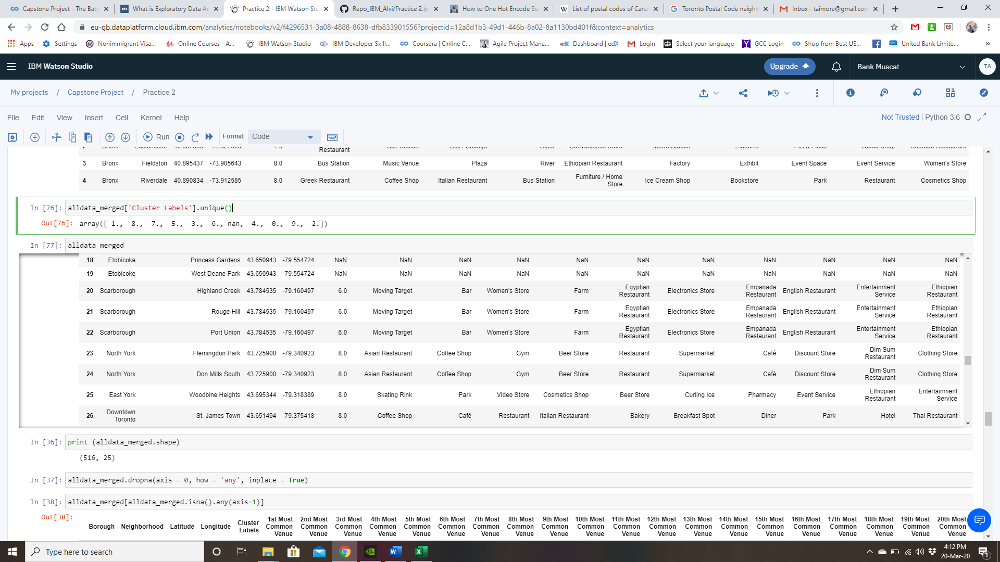 Capstone Project - The Batt
What is Exploratory Data An
Practice 2 - IBM Watson Stu
Repo_IBM_Alvi/Practice 2.ip
How to One Hot Encode Se
List of postal codes of Cana
Toronto Postal Code neighb
Inbox - taimore@gmail.com
eu-gb.dataplatform.cloud.ibm.com/analytics/notebooks/v2/f4296531-3a08-4888-8638-dfb833901556?projectid=12a8d1b3-49d1-446b-8a02-8a1130bd401f&context=analytics
Apps Settings Nonimmigrant Visa... Online Courses - A... IBM Watson Studio IBM Developer Skill... Coursera | Online C... Agile Project Mana... edX Dashboard | edX Login Select your language GCC Login Shop from Best US... United Bank Limite... »
IBM Watson Studio Upgrade Bank Muscat TA
My projects / Capstone Project / Practice 2
File Edit View Insert Cell Kernel Help Not Trusted Python 3.6
Run Format Code
2 Bronx Eastchester 40.887556 -73.827806 1.0 Restaurant Bus Station Deli / Bodega Diner Convenience Store Metro Station Platform Pizza Place Donut Shop Seafood Restaurant
3 Bronx Fieldston 40.895437 -73.905643 8.0 Bus Station Music Venue Plaza River Ethiopian Restaurant Factory Exhibit Event Space Event Service Women's Store
4 Bronx Riverdale 40.890834 -73.912585 8.0 Greek Restaurant Coffee Shop Italian Restaurant Bus Station Furniture / Home Store Ice Cream Shop Bookstore Park Restaurant Cosmetics Shop
In [76]: alldata_merged['Cluster Labels'].unique()
Out[76]: array([ 1., 8., 7., 5., 3., 6., nan, 4., 0., 9., 2.])
In [77]: alldata_merged
18 Etobicoke Princess Gardens 43.650943 -79.554724 NaN NaN NaN NaN NaN NaN NaN NaN NaN NaN NaN
19 Etobicoke West Deane Park 43.650943 -79.554724 NaN NaN NaN NaN NaN NaN NaN NaN NaN NaN NaN
20 Scarborough Highland Creek 43.784535 -79.160497 6.0 Moving Target Bar Women's Store Farm Egyptian Restaurant Electronics Store Empanada Restaurant English Restaurant Entertainment Service Ethiopian Restaurant
21 Scarborough Rouge Hill 43.784535 -79.160497 6.0 Moving Target Bar Women's Store Farm Egyptian Restaurant Electronics Store Empanada Restaurant English Restaurant Entertainment Service Ethiopian Restaurant
22 Scarborough Port Union 43.784535 -79.160497 6.0 Moving Target Bar Women's Store Farm Egyptian Restaurant Electronics Store Empanada Restaurant English Restaurant Entertainment Service Ethiopian Restaurant
23 North York Flemingdon Park 43.725900 -79.340923 8.0 Asian Restaurant Coffee Shop Gym Beer Store Restaurant Supermarket Café Discount Store Dim Sum Restaurant Clothing Store
24 North York Don Mills South 43.725900 -79.340923 8.0 Asian Restaurant Coffee Shop Gym Beer Store Restaurant Supermarket Café Discount Store Dim Sum Restaurant Clothing Store
25 East York Woodbine Heights 43.695344 -79.318389 8.0 Skating Rink Park Video Store Cosmetics Shop Beer Store Curling Ice Pharmacy Event Service Ethiopian Restaurant Entertainment Service
26 Downtown Toronto St. James Town 43.651494 -79.375418 8.0 Coffee Shop Café Restaurant Italian Restaurant Bakery Breakfast Spot Diner Park Hotel Thai Restaurant
In [36]: print (alldata_merged.shape)
(516, 25)
In [37]: alldata_merged.dropna(axis = 0, how = 'any', inplace = True)
In [38]: alldata_merged[alldata_merged.isna().any(axis=1)]
Out[38]:
Borough Neighborhood Latitude Longitude Cluster Labels 1st Most Common Venue 2nd Most Common Venue 3rd Most Common Venue 4th Most Common Venue 5th Most Common Venue 6th Most Common Venue 7th Most Common Venue 8th Most Common Venue 9th Most Common Venue 10th Most Common Venue 11th Most Common Venue 12th Most Common Venue 13th Most Common Venue 14th Most Common Venue 15th Most Common Venue 16th Most Common Venue 17th Most Common Venue 18th Most Common Venue 19th Most Common Venue 20th Most Common Venue
Type here to search
4:12 PM
20-Mar-20
1